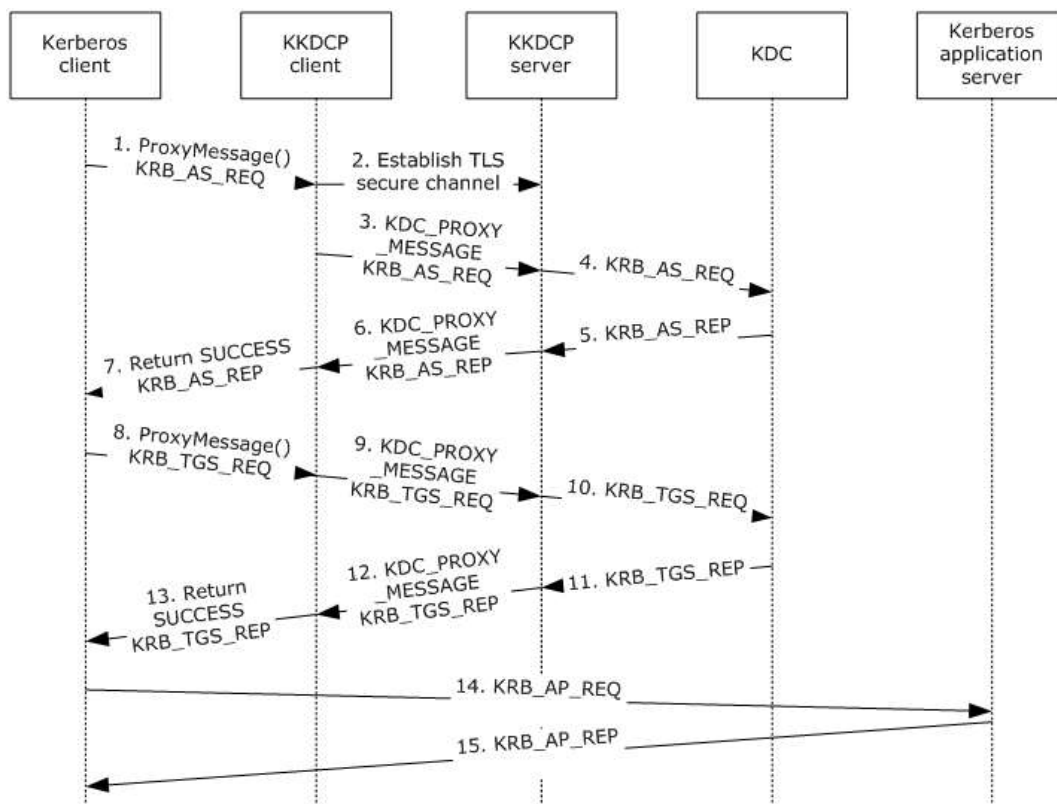 Kerberos
client
KKDCP
client
KKDCP
server
KDC
Kerberos
application
server
1. ProxyMessage()
KRB_AS_REQ
2. Establish TLS
secure channel
3. KDC_PROXY
_MESSAGE
KRB_AS_REQ
4. KRB_AS_REQ
5. KRB_AS_REP
6. KDC_PROXY
_MESSAGE
KRB_AS_REP
7. Return SUCCESS
KRB_AS_REP
8. ProxyMessage()
KRB_TGS_REQ
9. KDC_PROXY
_MESSAGE
KRB_TGS_REQ
10. KRB_TGS_REQ
11. KRB_TGS_REP
12. KDC_PROXY
_MESSAGE
KRB_TGS_REP
13. Return
SUCCESS
KRB_TGS_REP
14. KRB_AP_REQ
15. KRB_AP_REP